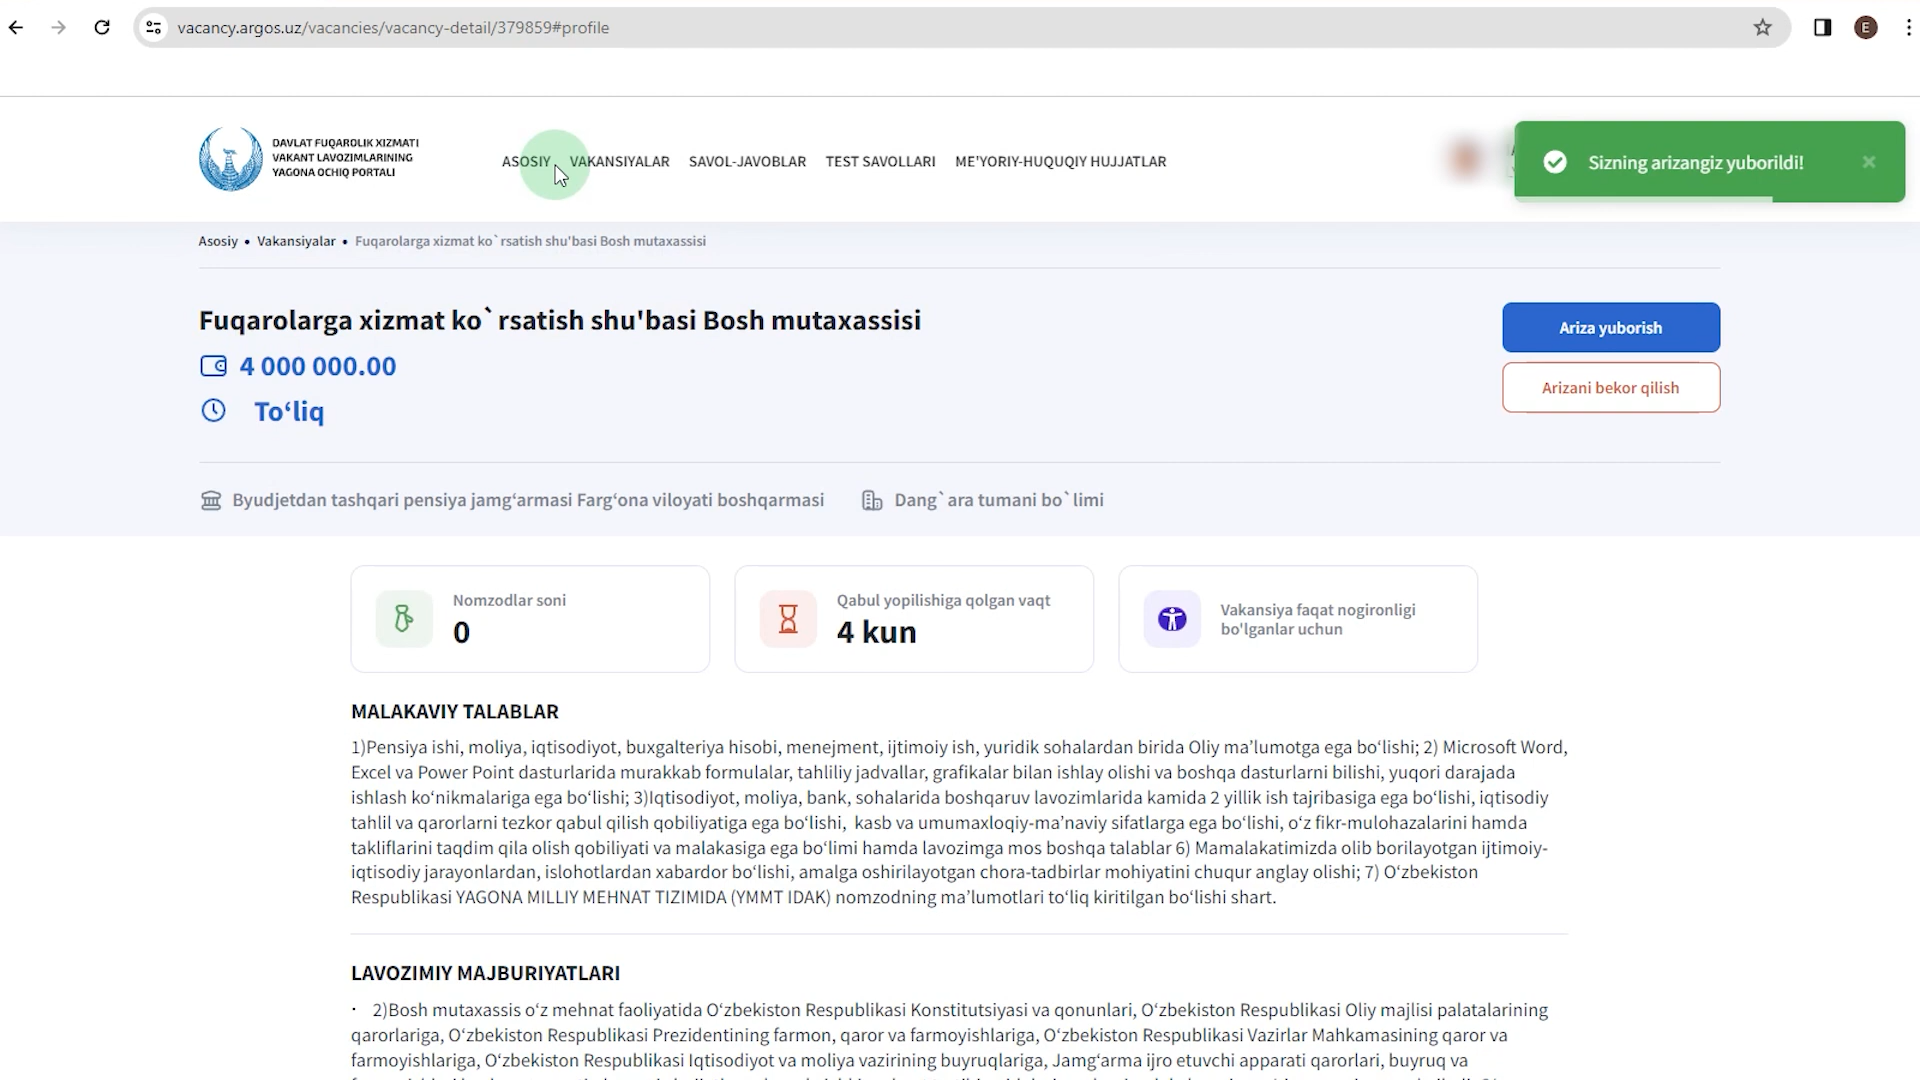 vacancy.argos.uz/vacancies/vacancy-detail/379859#profile
E
DAVLAT FUQAROLIK XIZMATI
VAKANT LAVOZIMLARINING
YAGONA OCHIQ PORTALI
ASOSIY VAKANSIYALAR SAVOL-JAVOBLAR TEST SAVOLLARI ME'YORIY-HUQUQIY HUJJATLAR
Sizning arizangiz yuborildi!
Asosiy • Vakansiyalar • Fuqarolarga xizmat ko`rsatish shu'basi Bosh mutaxassisi
Fuqarolarga xizmat ko`rsatish shu'basi Bosh mutaxassisi
Ariza yuborish
4 000 000.00
Arizani bekor qilish
To‘liq
Byudjetdan tashqari pensiya jamg‘armasi Farg‘ona viloyati boshqarmasi Dang`ara tumani bo`limi
Nomzodlar soni
0
Qabul yopilishiga qolgan vaqt
4 kun
Vakansiya faqat nogironligi
bo'lganlar uchun
MALAKAVIY TALABLAR
1)Pensiya ishi, moliya, iqtisodiyot, buxgalteriya hisobi, menejment, ijtimoiy ish, yuridik sohalardan birida Oliy ma’lumotga ega bo‘lishi; 2) Microsoft Word,
Excel va Power Point dasturlarida murakkab formulalar, tahliliy jadvallar, grafikalar bilan ishlay olishi va boshqa dasturlarni bilishi, yuqori darajada
ishlash ko‘nikmalariga ega bo‘lishi; 3)Iqtisodiyot, moliya, bank, sohalarida boshqaruv lavozimlarida kamida 2 yillik ish tajribasiga ega bo‘lishi, iqtisodiy
tahlil va qarorlarni tezkor qabul qilish qobiliyatiga ega bo‘lishi, kasb va umumaxloqiy-ma’naviy sifatlarga ega bo‘lishi, o‘z fikr-mulohazalarini hamda
takliflarini taqdim qila olish qobiliyati va malakasiga ega bo‘limi hamda lavozimga mos boshqa talablar 6) Mamalakatimizda olib borilayotgan ijtimoiy-
iqtisodiy jarayonlardan, islohotlardan xabardor bo‘lishi, amalga oshirilayotgan chora-tadbirlar mohiyatini chuqur anglay olishi; 7) O‘zbekiston
Respublikasi YAGONA MILLIY MEHNAT TIZIMIDA (YMMT IDAK) nomzodning ma’lumotlari to‘liq kiritilgan bo‘lishi shart.
LAVOZIMIY MAJBURIYATLARI
· 2)Bosh mutaxassis o‘z mehnat faoliyatida O‘zbekiston Respublikasi Konstitutsiyasi va qonunlari, O‘zbekiston Respublikasi Oliy majlisi palatalarining
qarorlariga, O‘zbekiston Respublikasi Prezidentining farmon, qaror va farmoyishlariga, O‘zbekiston Respublikasi Vazirlar Mahkamasining qaror va
farmoyishlariga, O‘zbekiston Respublikasi Iqtisodiyot va moliya vazirining buyruqlariga, Jamg‘arma ijro etuvchi apparati qarorlari, buyruq va